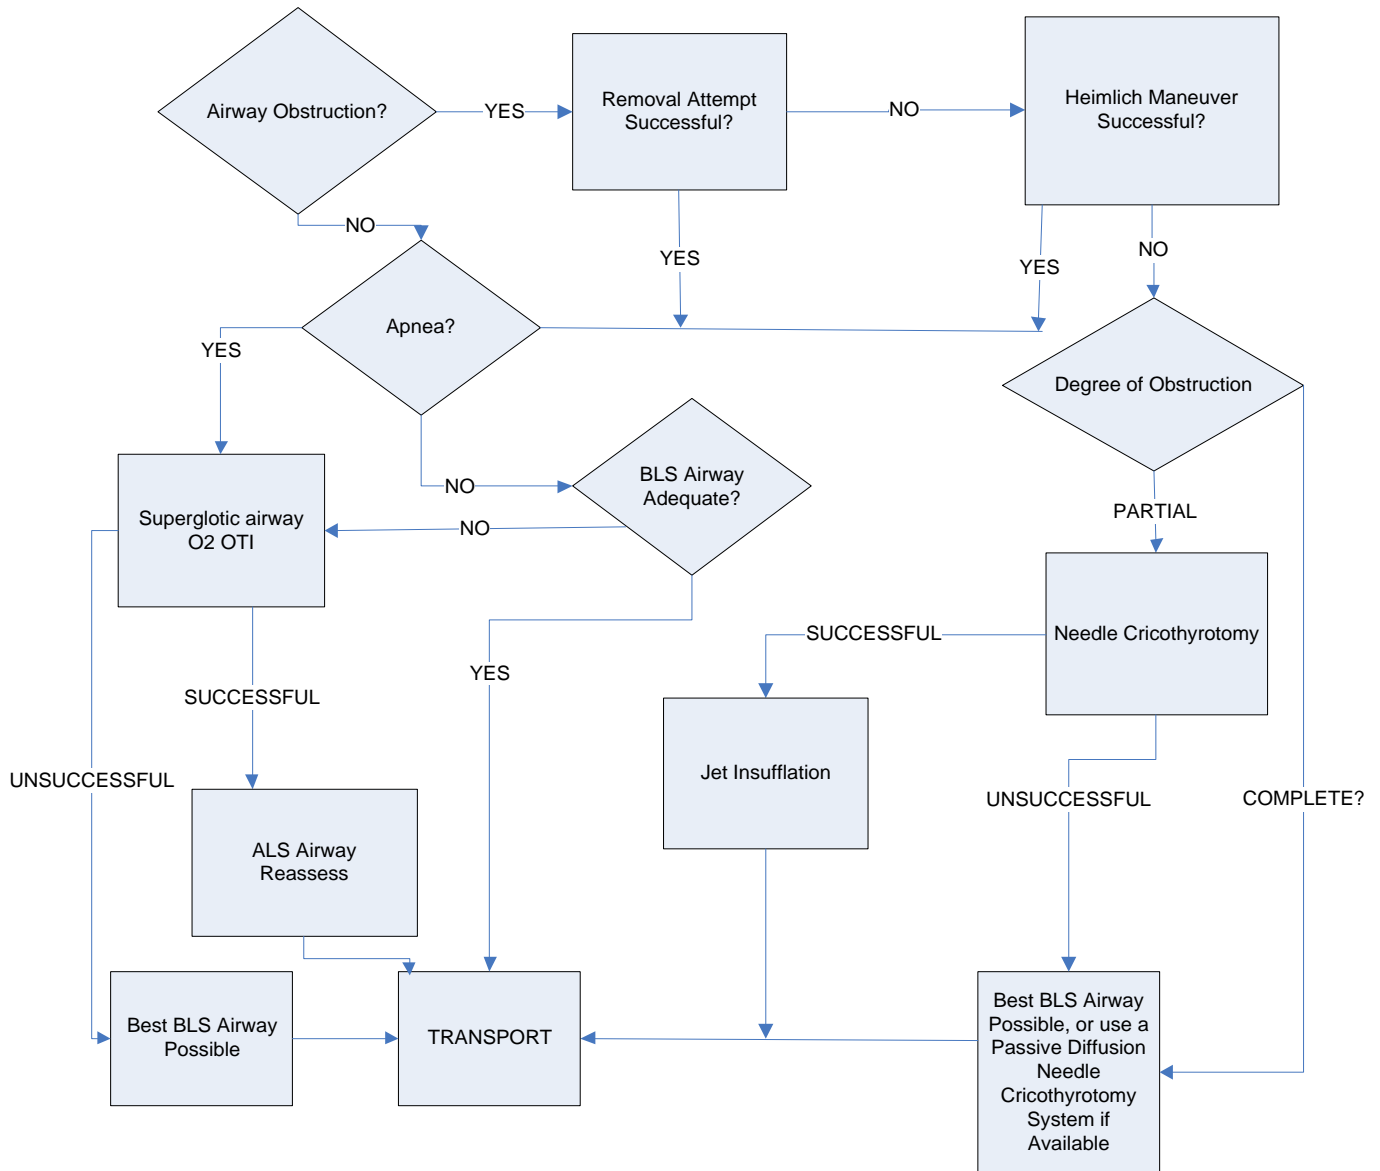 Airway Obstruction?
YES
Removal Attempt
Successful?
NO
Heimlich Maneuver
Successful?
NO
YES
YES
NO
Apnea?
YES
Degree of Obstruction
NO
BLS Airway
Adequate?
NO
Superglotic airway
O2 OTI
PARTIAL
Needle Cricothyrotomy
SUCCESSFUL
YES
SUCCESSFUL
UNSUCCESSFUL
Jet Insufflation
UNSUCCESSFUL
COMPLETE?
ALS Airway
Reassess
Best BLS Airway
Possible
TRANSPORT
Best BLS Airway
Possible, or use a
Passive Diffusion
Needle
Cricothyrotomy
System if
Available